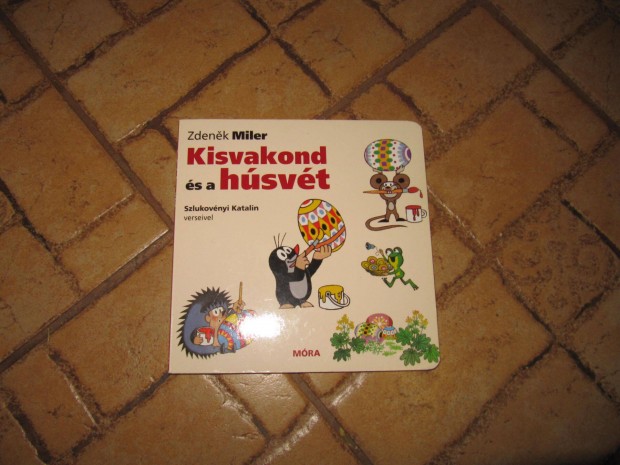 Zdeněk Miler
Kisvakond
és a húsvét
Szlukovényi Katalin
verseivel
MÓRA